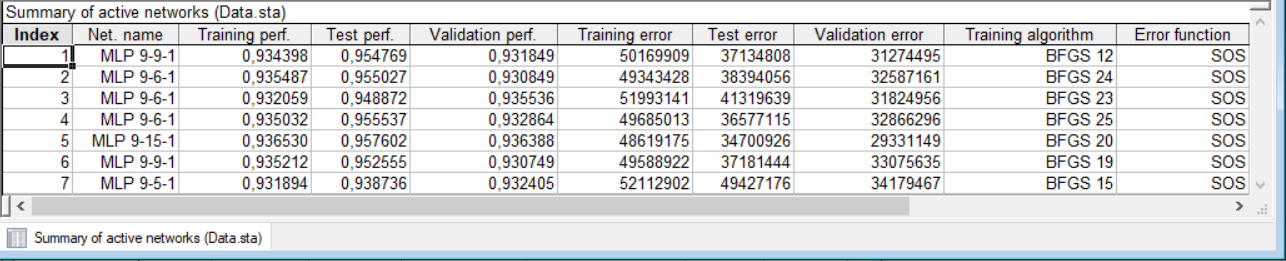 Summary of active networks (Data.sta)
Index Net. name Training perf. Test perf. Validation perf. Training error Test error Validation error Training algorithm Error function
1 MLP 9-9-1 0,934398 0,954769 0,931849 50169909 37134808 31274495 BFGS 12 SOS
2 MLP 9-6-1 0,935487 0,955027 0,930849 49343428 38394056 32587161 BFGS 24 SOS
3 MLP 9-6-1 0,932059 0,948872 0,935536 51993141 41319639 31824956 BFGS 23 SOS
4 MLP 9-6-1 0,935032 0,955537 0,932864 49685013 36577115 32866296 BFGS 25 SOS
5 MLP 9-15-1 0,936530 0,957602 0,936388 48619175 34700926 29331149 BFGS 20 SOS
6 MLP 9-9-1 0,935212 0,952555 0,930749 49588922 37181444 33075635 BFGS 19 SOS
7 MLP 9-5-1 0,931894 0,938736 0,932405 52112902 49427176 34179467 BFGS 15 SOS
Summary of active networks (Data.sta)